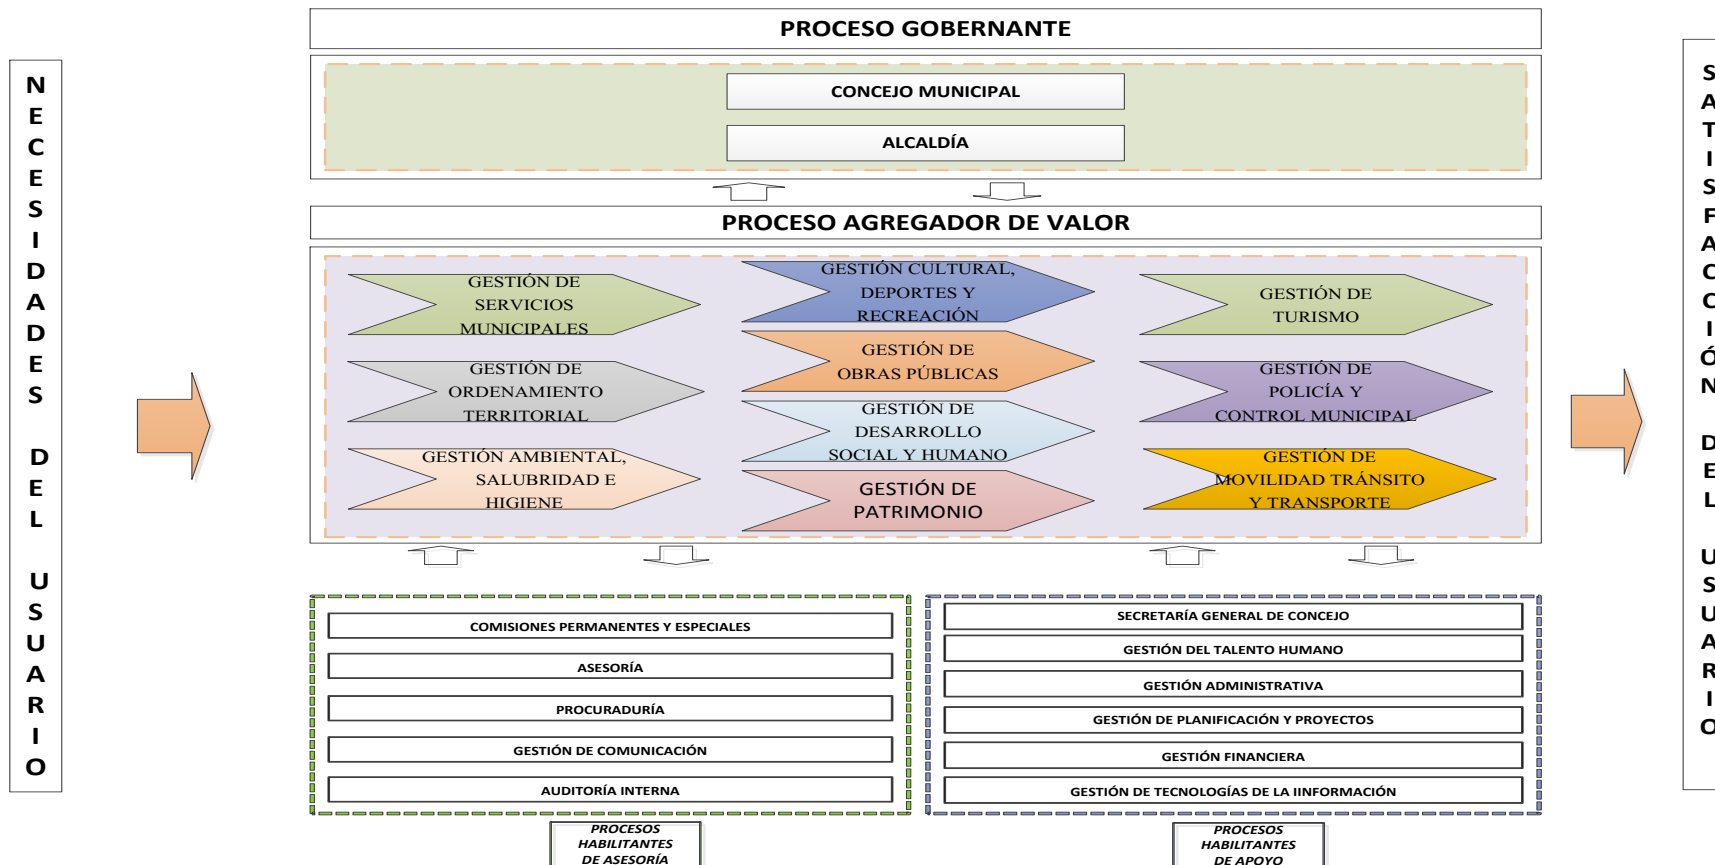 PROCESO GOBERNANTE
CONCEJO MUNICIPAL
ALCALDÍA
NECESIDADES DEL USUARIO
PROCESO AGREGADOR DE VALOR
GESTIÓN DE
SERVICIOS
MUNICIPALES
GESTIÓN DE
ORDENAMIENTO
TERRITORIAL
GESTIÓN AMBIENTAL,
SALUBRIDAD E
HIGIENE
GESTIÓN CULTURAL,
DEPORTES Y
RECREACIÓN
GESTIÓN DE
OBRAS PÚBLICAS
GESTIÓN DE
DESARROLLO
SOCIAL Y HUMANO
GESTIÓN DE
PATRIMONIO
GESTIÓN DE
TURISMO
GESTIÓN DE
POLICÍA Y
CONTROL MUNICIPAL
GESTIÓN DE
MOVILIDAD TRÁNSITO
Y TRANSPORTE
SATISFACCIÓN DEL USUARIO
COMISIONES PERMANENTES Y ESPECIALES
ASESORÍA
PROCURADURÍA
GESTIÓN DE COMUNICACIÓN
AUDITORÍA INTERNA
PROCESOS
HABILITANTES
DE ASESORÍA
SECRETARÍA GENERAL DE CONCEJO
GESTIÓN DEL TALENTO HUMANO
GESTIÓN ADMINISTRATIVA
GESTIÓN DE PLANIFICACIÓN Y PROYECTOS
GESTIÓN FINANCIERA
GESTIÓN DE TECNOLOGÍAS DE LA IINFORMACIÓN
PROCESOS
HABILITANTES
DE APOYO